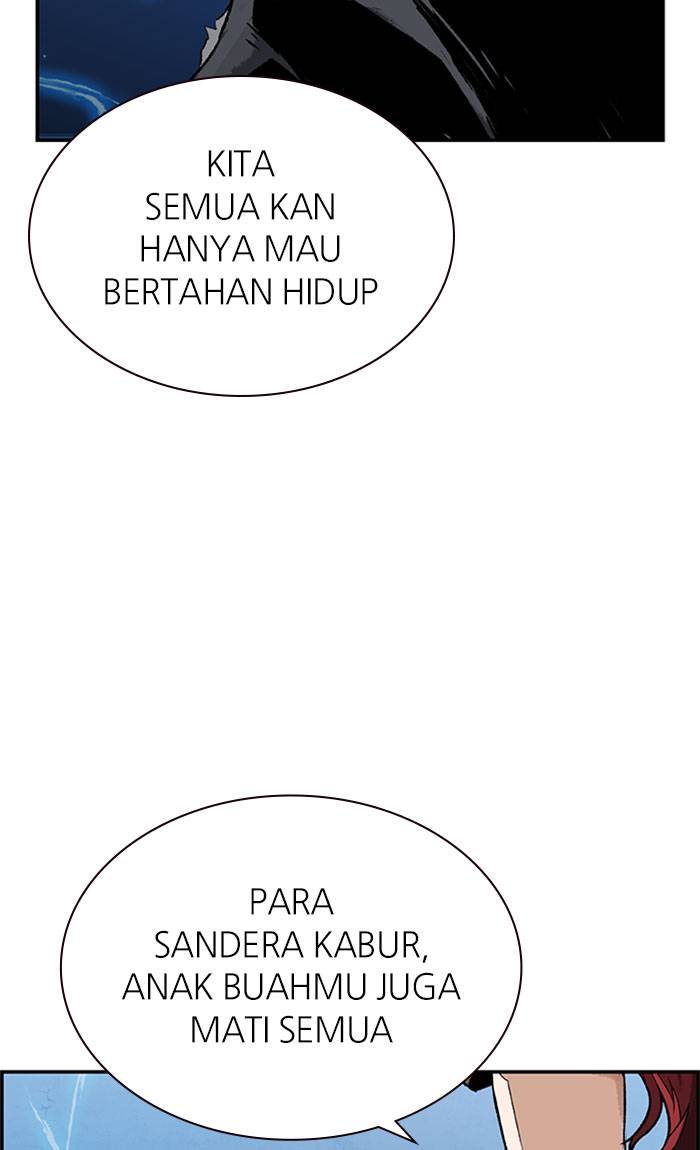 KITA
SEMUA KAN
HANYA MAU
BERTAHAN HIDUP
PARA
SANDERA KABUR,
ANAK BUAHMU JUGA
MATI SEMUA